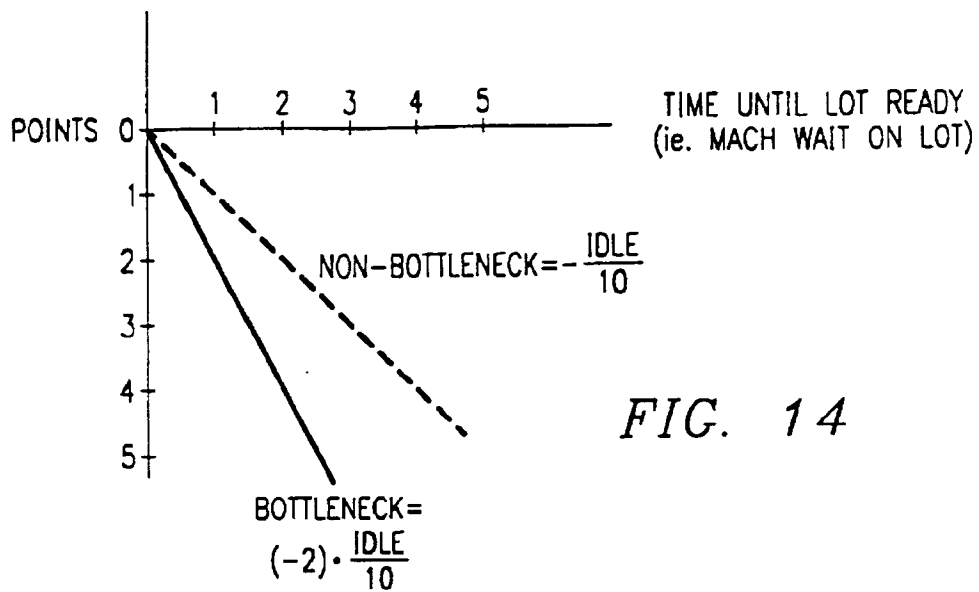 1 2 3 4 5
TIME UNTIL LOT READY
(ie. MACH WAIT ON LOT)
POINTS 0
1
2
NON-BOTTLENECK=- IDLE
10
3
4
5
FIG. 14
BOTTLENECK=
(-2)· IDLE
10